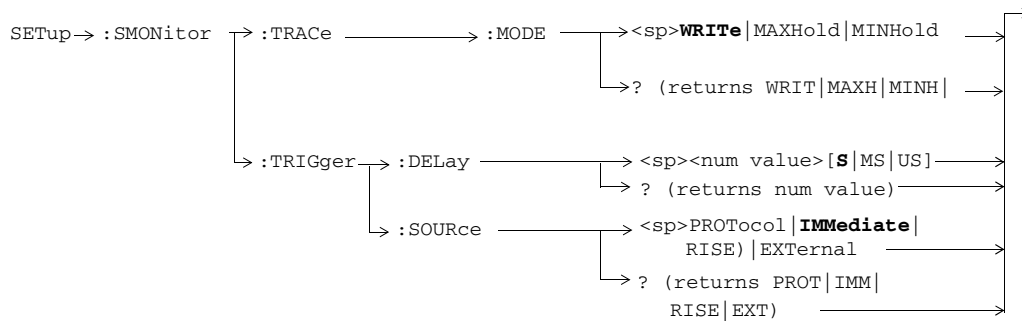 SETup :SMONitor :TRACe :MODE <sp>WRITe|MAXHold|MINHold
? (returns WRIT|MAXH|MINH|
:TRIGger :DELay <sp><num value>[S|MS|US]
? (returns num value)
:SOURce <sp>PROTocol|IMMediate|
RISE)|EXTernal
? (returns PROT|IMM|
RISE|EXT)